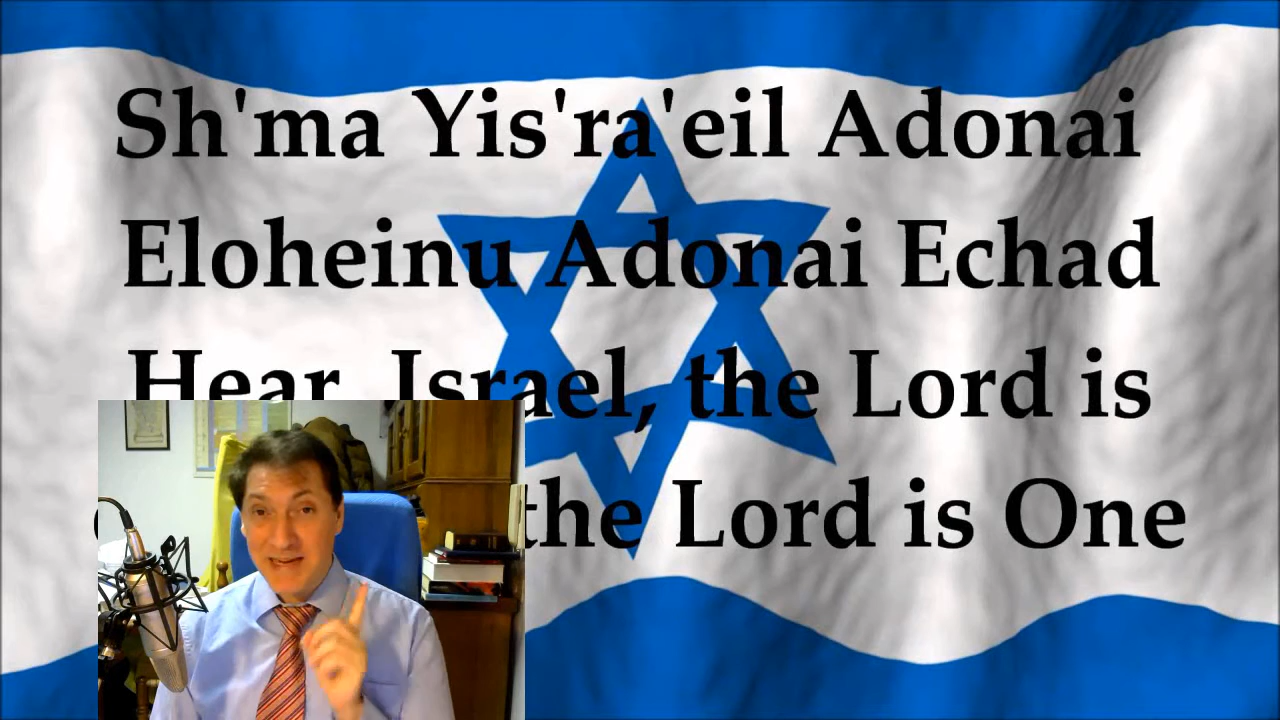 Sh'ma Yis'ra'eil Adonai
Eloheinu Adonai Echad
Hear, Israel, the Lord is
the Lord is One